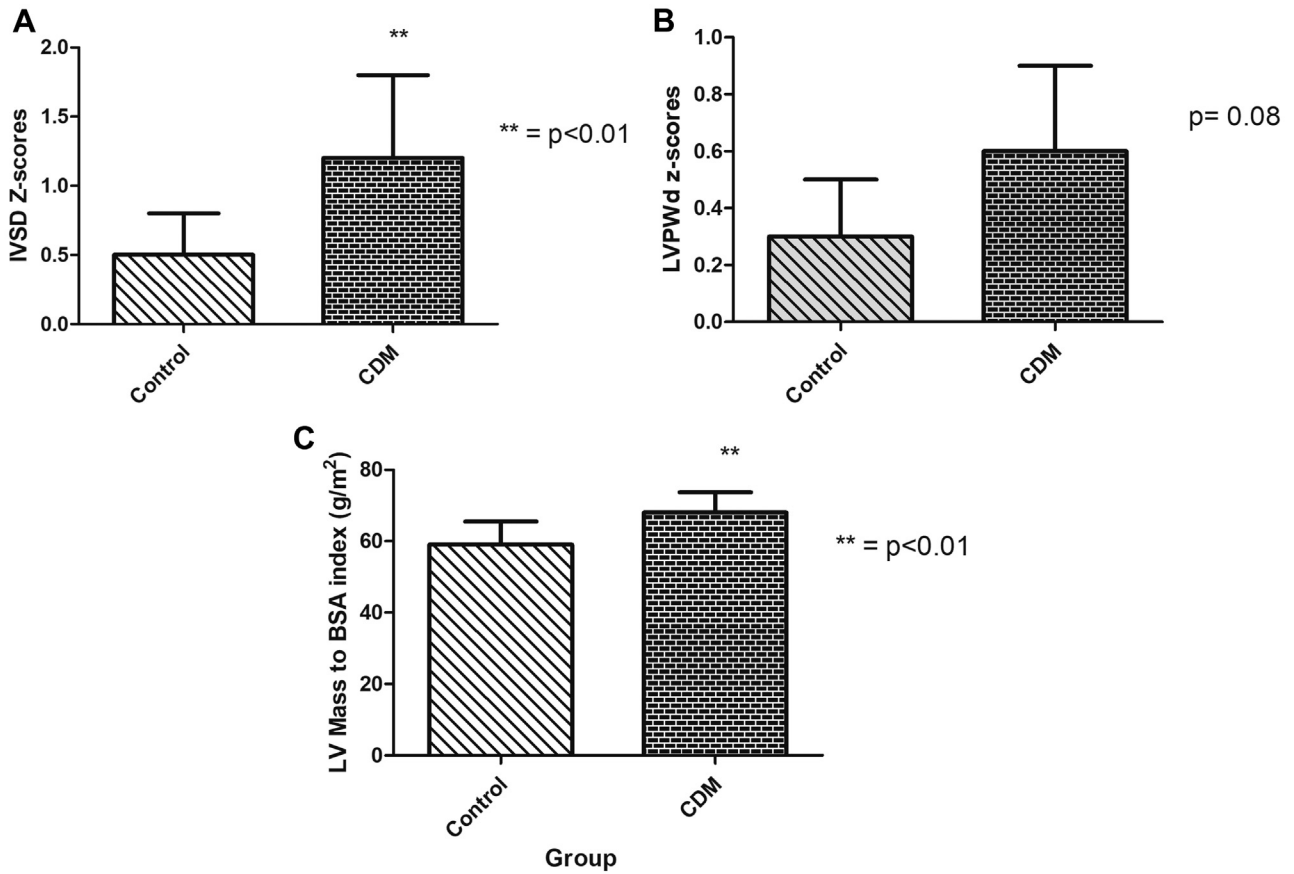 A
**
2.0
1.5
1.0
0.5
0.0
IVSD Z-scores
** = p<0.01
Control
CDM
B
1.0
0.8
0.6
0.4
0.2
0.0
LVPWd z-scores
p= 0.08
Control
CDM
C
**
80
60
40
20
0
LV Mass to BSA index (g/m²)
** = p<0.01
Control
CDM
Group